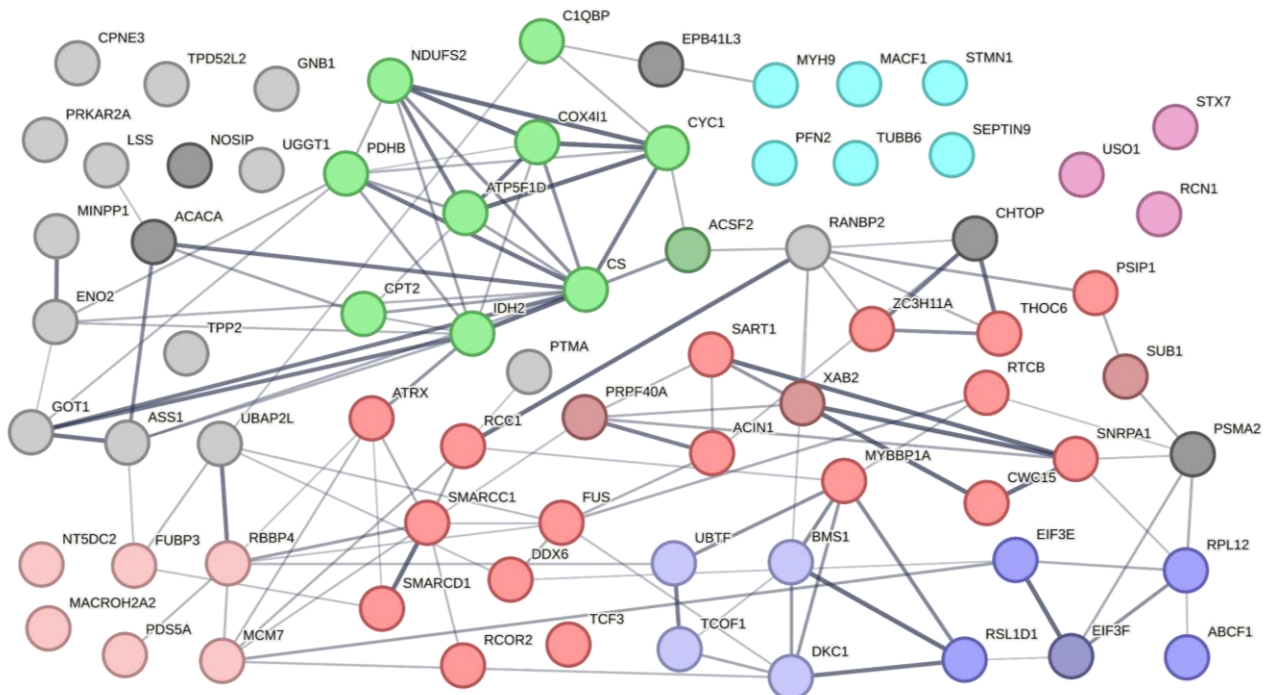 C1QBP
CPNE3
EPB41L3
NDUFS2
TPD52L2
GNB1
MYH9
MACF1
STMN1
STX7
PRKAR2A
COX4I1
CYC1
LSS
NOSIP
UGGT1
PDHB
PFN2
TUBB6
SEPTIN9
USO1
ATP5F1D
RCN1
MINPP1
ACACA
ACSF2
RANBP2
CHTOP
CS
PSIP1
ENO2
CPT2
IDH2
ZC3H11A
THOC6
TPP2
SART1
PTMA
SUB1
XAB2
RTCB
ATRX
PRPF40A
GOT1
ASS1
UBAP2L
RCC1
ACIN1
SNRPA1
PSMA2
MYBBP1A
CWC15
SMARCC1
FUS
NT5DC2
FUBP3
RBBP4
UBTF
BMS1
EIF3E
RPL12
DDX6
SMARCD1
MACROH2A2
PDS5A
MCM7
RCOR2
TCF3
TCOF1
DKC1
RSL1D1
EIF3F
ABCF1